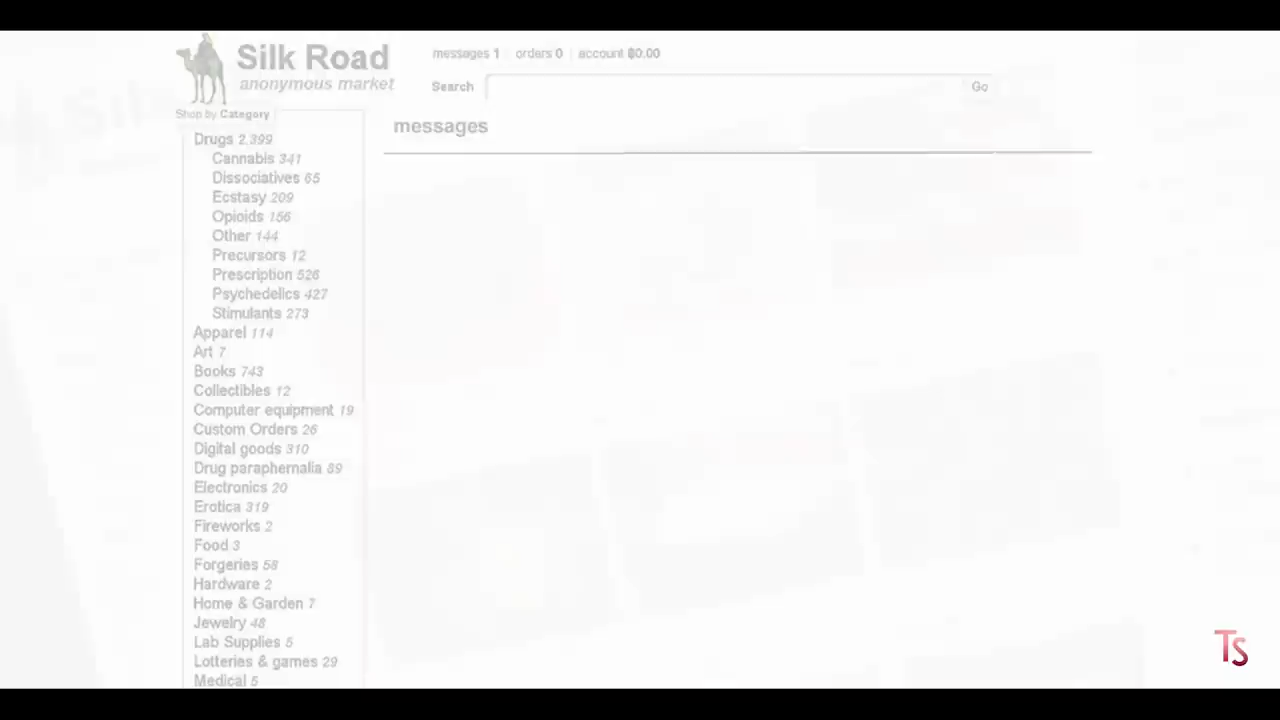 Silk Road
anonymous market
messages 1 orders 0 account ฿0.00
Search Go
Shop by Category
messages
Drugs 2,399
Cannabis 341
Dissociatives 65
Ecstasy 209
Opioids 156
Other 144
Precursors 12
Prescription 526
Psychedelics 427
Stimulants 273
Apparel 114
Art 7
Books 743
Collectibles 12
Computer equipment 19
Custom Orders 26
Digital goods 310
Drug paraphernalia 89
Electronics 20
Erotica 319
Fireworks 2
Food 3
Forgeries 58
Hardware 2
Home & Garden 7
Jewelry 48
Lab Supplies 5
Lotteries & games 29
Medical 5
TS